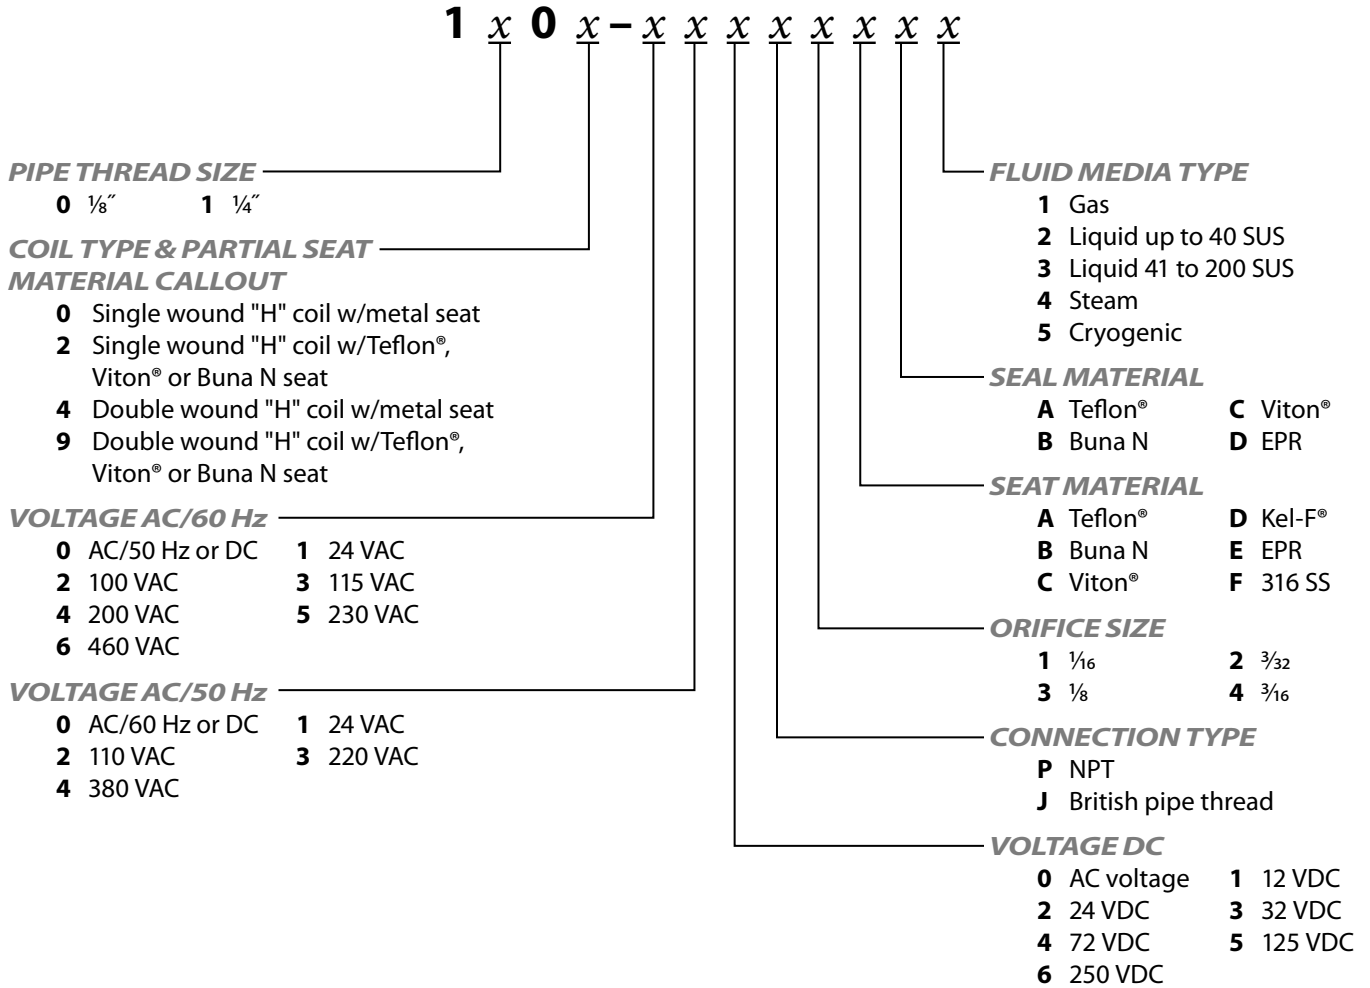 1 x 0 x – x x x x x x x x
PIPE THREAD SIZE
0 ⅛˝ 1 ¼˝
COIL TYPE & PARTIAL SEAT
MATERIAL CALLOUT
0 Single wound "H" coil w/metal seat
2 Single wound "H" coil w/Teflon®,
Viton® or Buna N seat
4 Double wound "H" coil w/metal seat
9 Double wound "H" coil w/Teflon®,
Viton® or Buna N seat
VOLTAGE AC/60 Hz
0 AC/50 Hz or DC 1 24 VAC
2 100 VAC 3 115 VAC
4 200 VAC 5 230 VAC
6 460 VAC
VOLTAGE AC/50 Hz
0 AC/60 Hz or DC 1 24 VAC
2 110 VAC 3 220 VAC
4 380 VAC
FLUID MEDIA TYPE
1 Gas
2 Liquid up to 40 SUS
3 Liquid 41 to 200 SUS
4 Steam
5 Cryogenic
SEAL MATERIAL
A Teflon® C Viton®
B Buna N D EPR
SEAT MATERIAL
A Teflon® D Kel-F®
B Buna N E EPR
C Viton® F 316 SS
ORIFICE SIZE
1 1⁄16 2 3⁄32
3 ⅛ 4 3⁄16
CONNECTION TYPE
P NPT
J British pipe thread
VOLTAGE DC
0 AC voltage 1 12 VDC
2 24 VDC 3 32 VDC
4 72 VDC 5 125 VDC
6 250 VDC